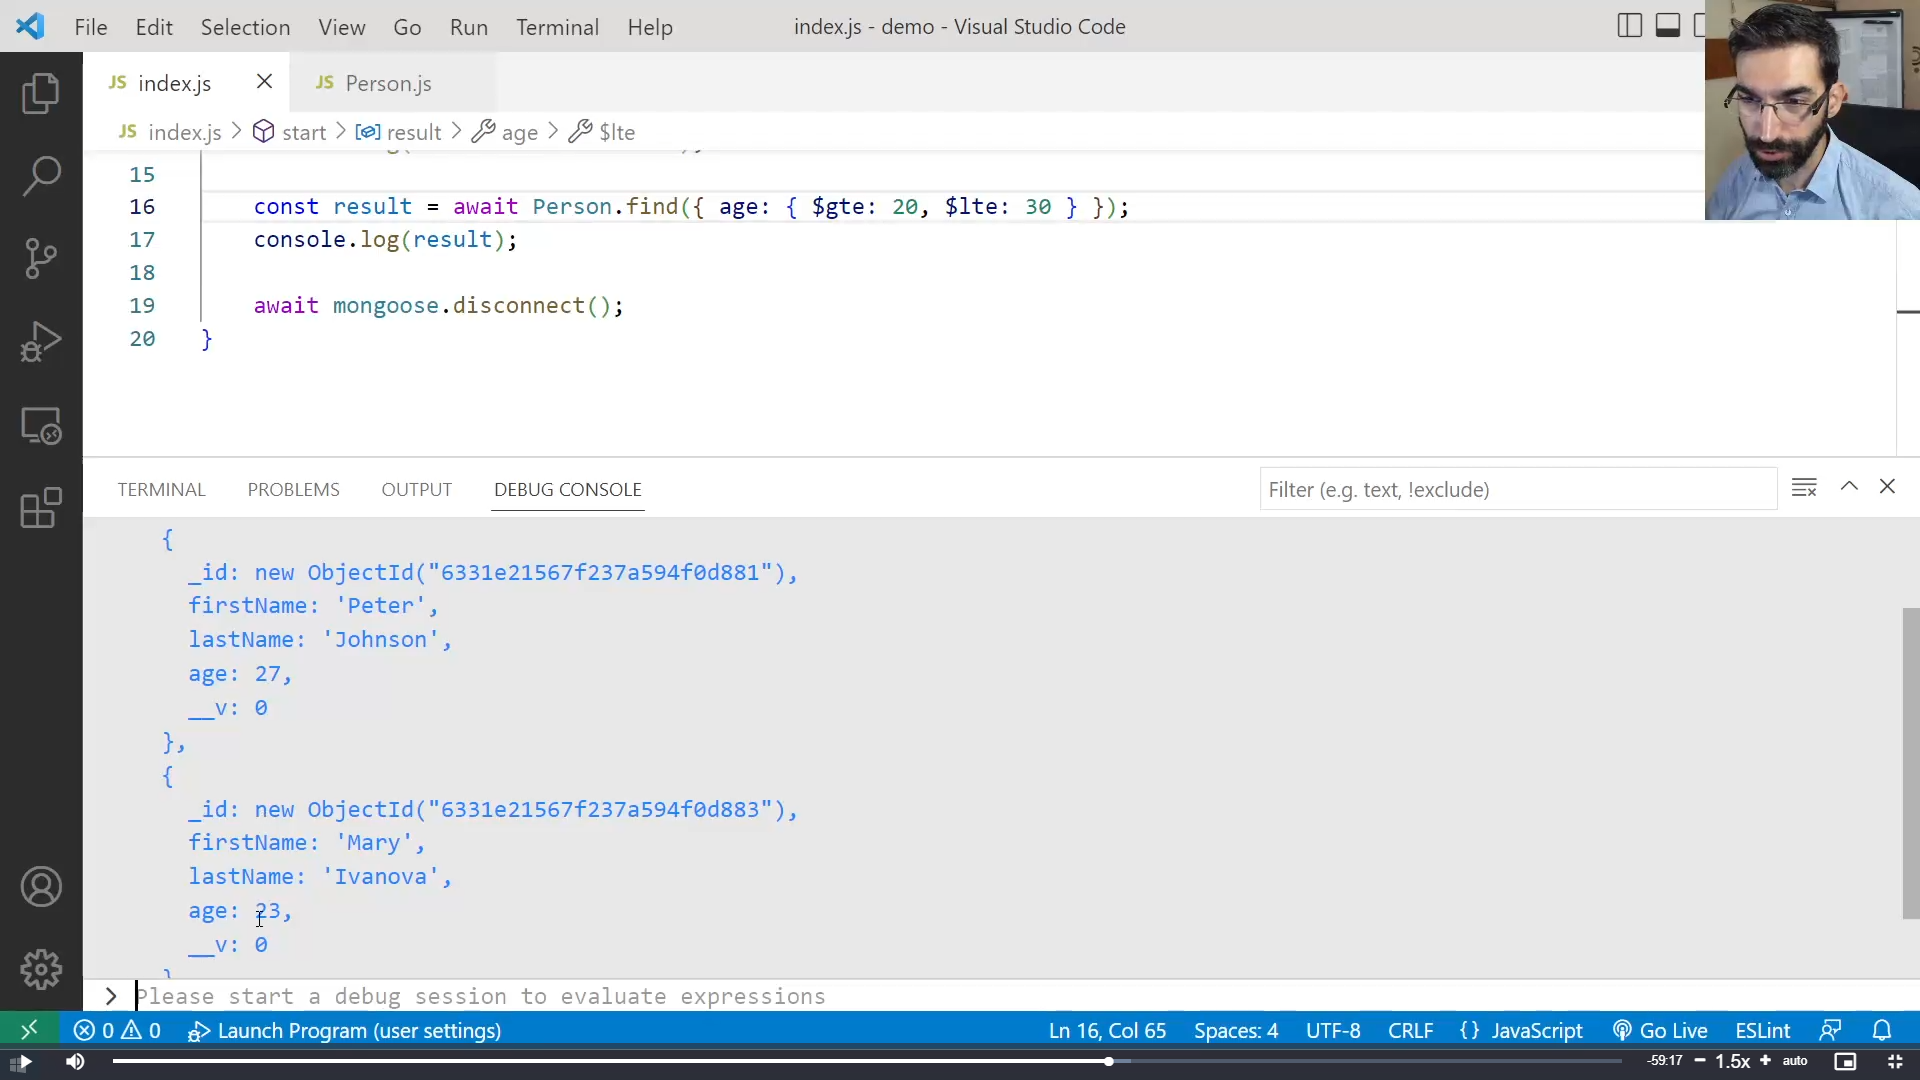 File Edit Selection View Go Run Terminal Help index.js - demo - Visual Studio Code
JS index.js JS Person.js
JS index.js > start > result > age > $lte
15
16 const result = await Person.find({ age: { $gte: 20, $lte: 30 } });
17 console.log(result);
18
19 await mongoose.disconnect();
20 }
TERMINAL PROBLEMS OUTPUT DEBUG CONSOLE Filter (e.g. text, !exclude)
{
_id: new ObjectId("6331e21567f237a594f0d881"),
firstName: 'Peter',
lastName: 'Johnson',
age: 27,
__v: 0
},
{
_id: new ObjectId("6331e21567f237a594f0d883"),
firstName: 'Mary',
lastName: 'Ivanova',
age: 23,
__v: 0
}
> Please start a debug session to evaluate expressions
0 0 Launch Program (user settings) Ln 16, Col 65 Spaces: 4 UTF-8 CRLF {} JavaScript Go Live ESLint
-59:17 − 1.5x + auto